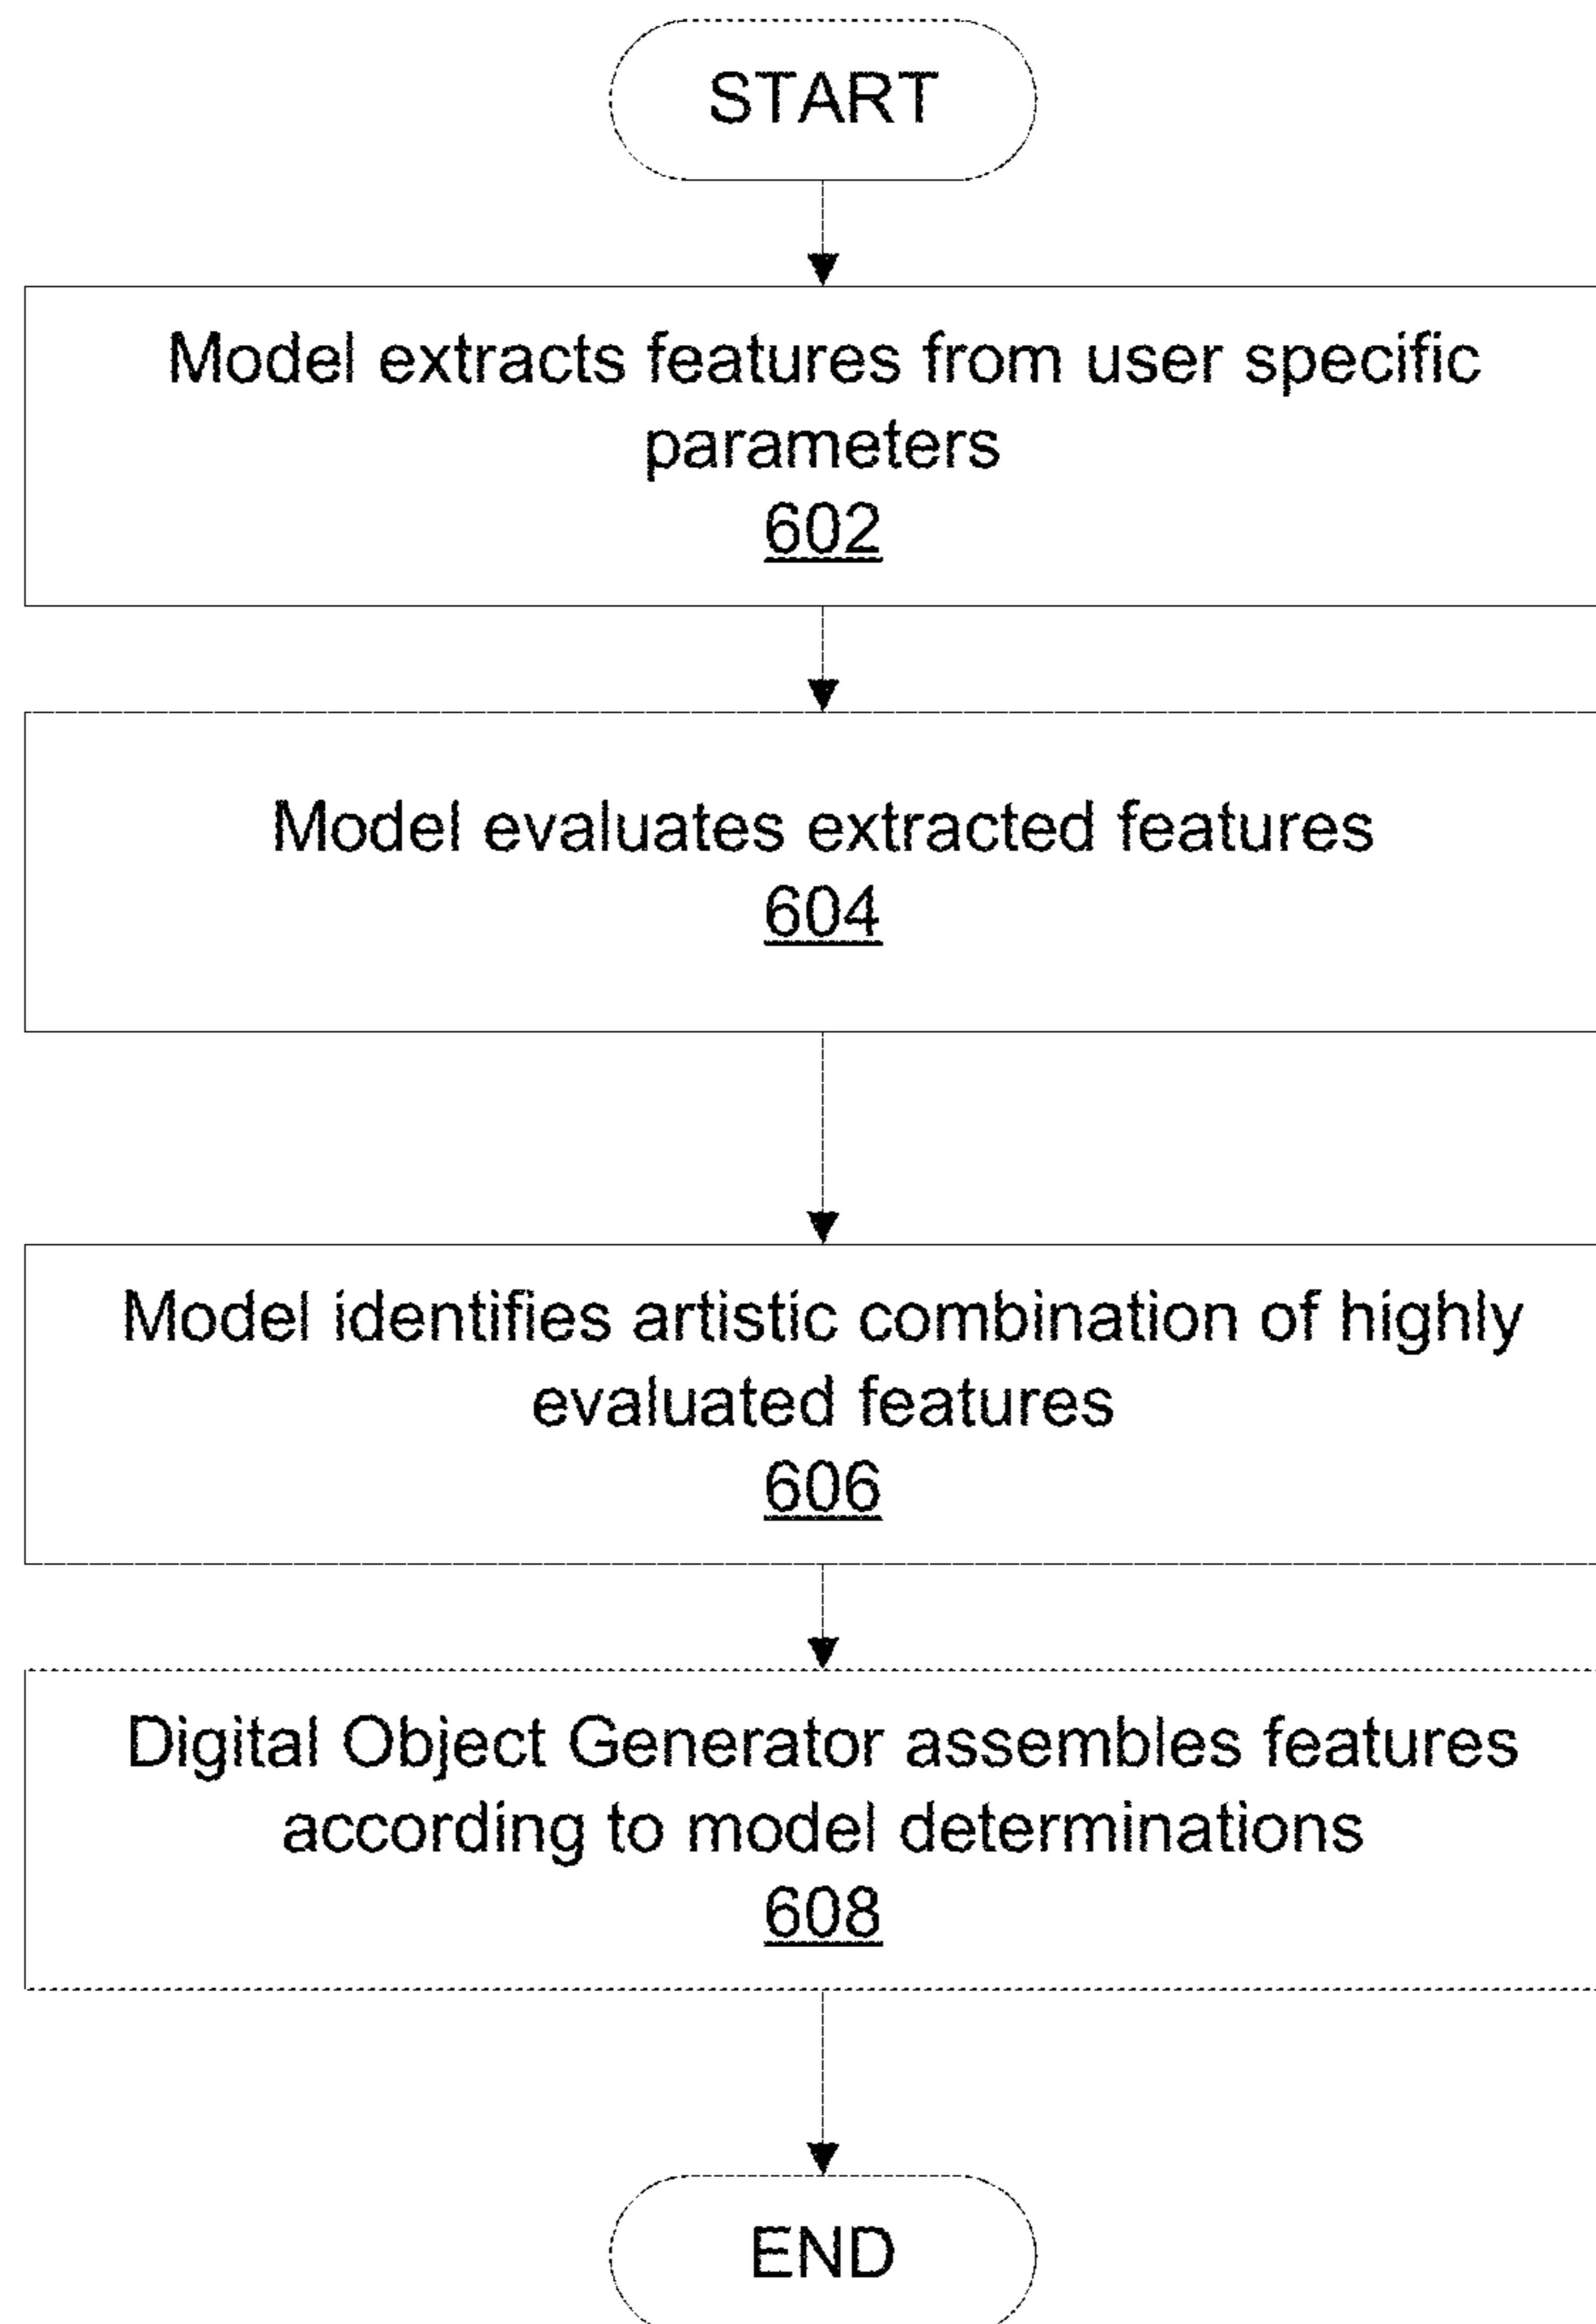 START
Model extracts features from user specific
parameters
602
Model evaluates extracted features
604
Model identifies artistic combination of highly
evaluated features
606
Digital Object Generator assembles features
according to model determinations
608
END